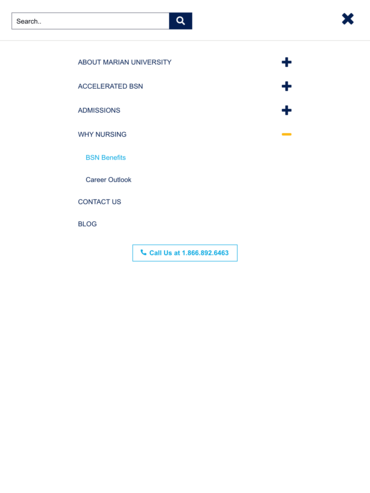 Search..
ABOUT MARIAN UNIVERSITY
ACCELERATED BSN
ADMISSIONS
WHY NURSING
BSN Benefits
Career Outlook
CONTACT US
BLOG
Call Us at 1.866.892.6463